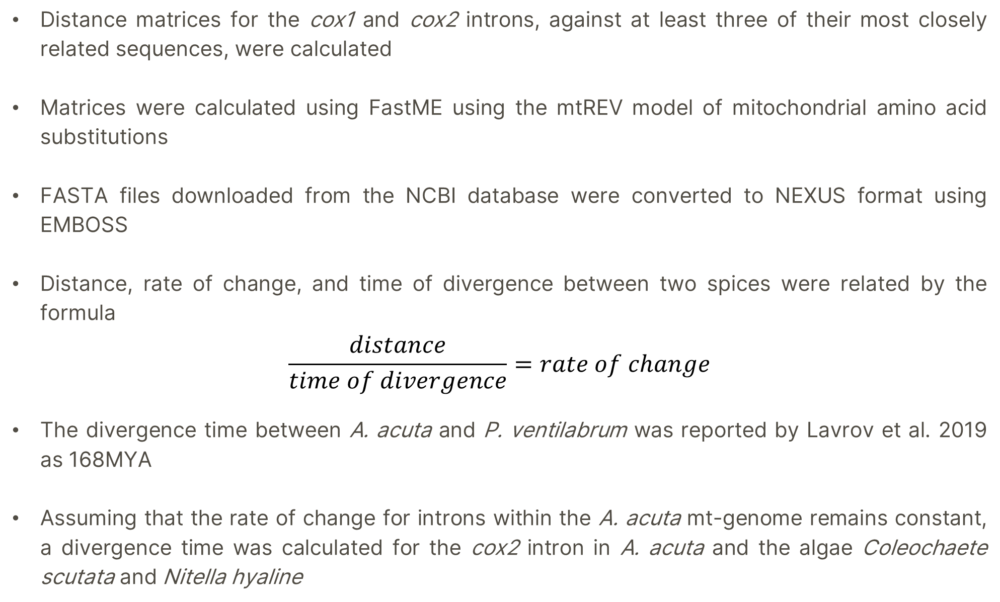 • Distance matrices for the cox1 and cox2 introns, against at least three of their most closely
related sequences, were calculated
• Matrices were calculated using FastME using the mtREV model of mitochondrial amino acid
substitutions
• FASTA files downloaded from the NCBI database were converted to NEXUS format using
EMBOSS
• Distance, rate of change, and time of divergence between two spices were related by the
formula
distance
time of divergence = rate of change
• The divergence time between A. acuta and P. ventilabrum was reported by Lavrov et al. 2019
as 168MYA
• Assuming that the rate of change for introns within the A. acuta mt-genome remains constant,
a divergence time was calculated for the cox2 intron in A. acuta and the algae Coleochaete
scutata and Nitella hyaline